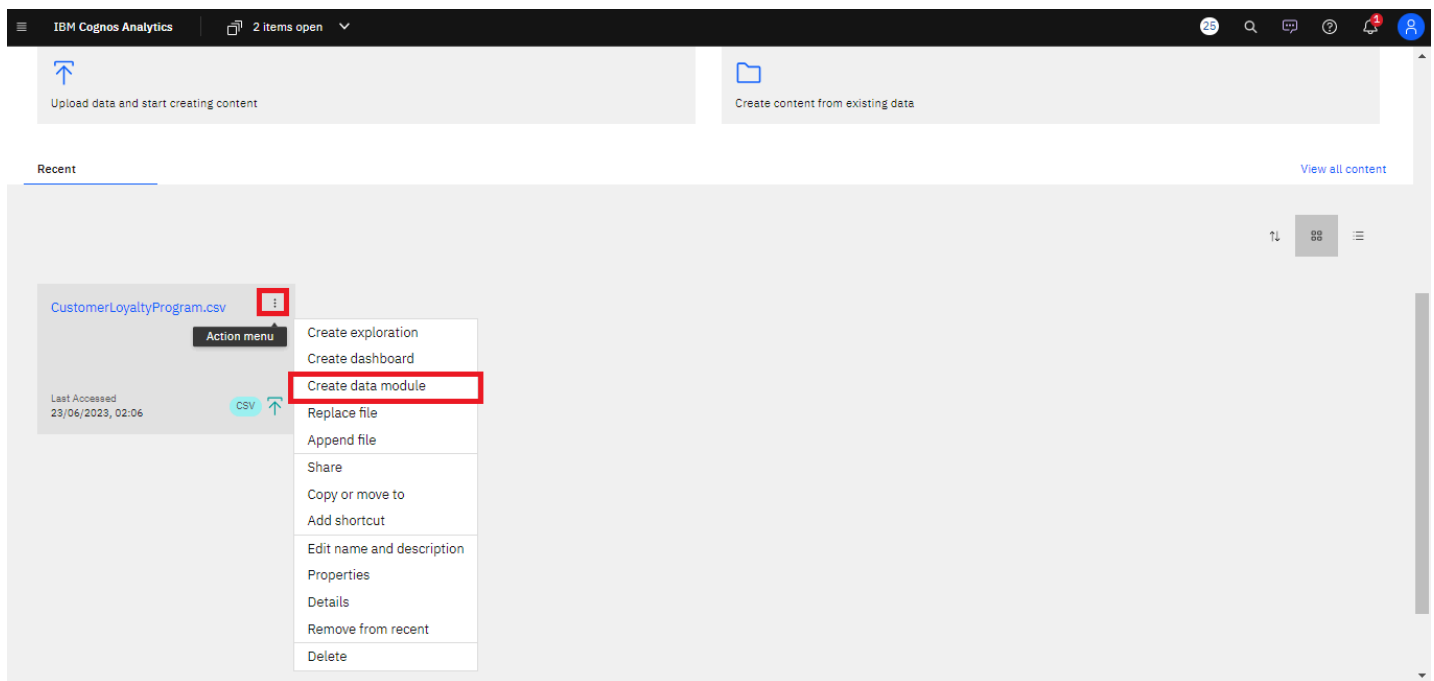 IBM Cognos Analytics
2 items open
25
1
Upload data and start creating content
Create content from existing data
Recent
View all content
CustomerLoyaltyProgram.csv
Action menu
Last Accessed
23/06/2023, 02:06
CSV
Create exploration
Create dashboard
Create data module
Replace file
Append file
Share
Copy or move to
Add shortcut
Edit name and description
Properties
Details
Remove from recent
Delete